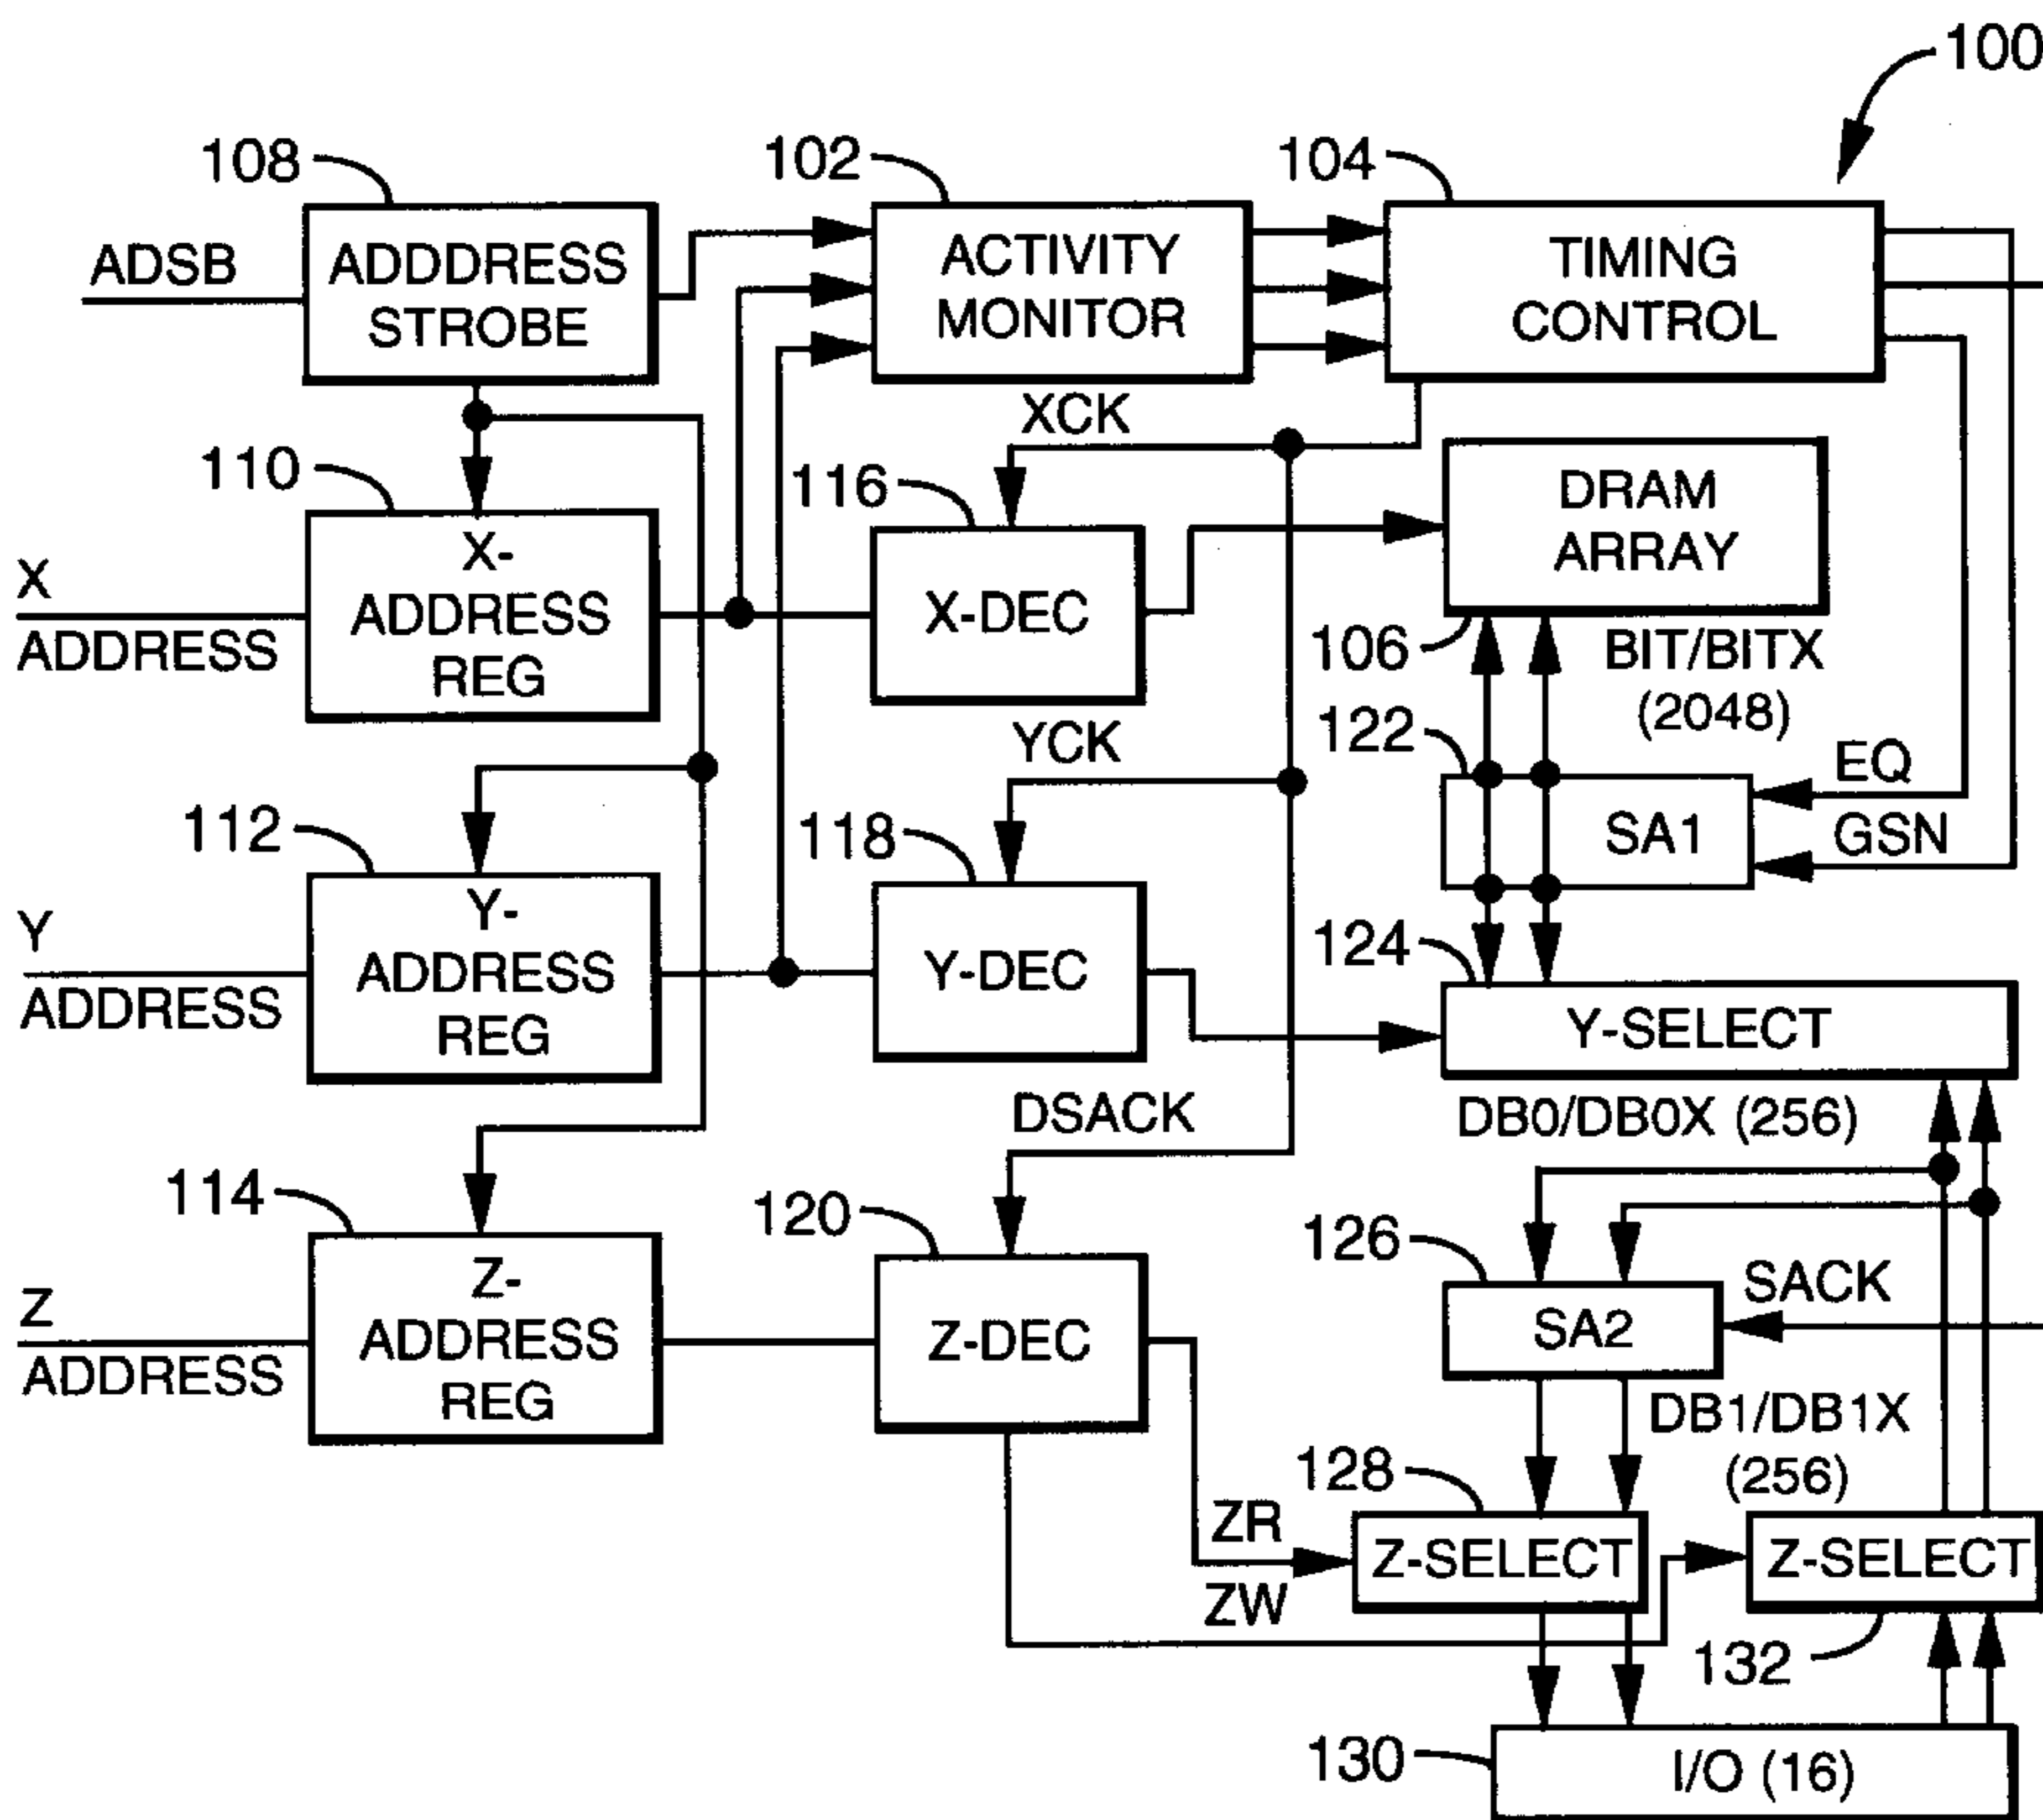 100
108
102
104
ADSB
ADDDRESS
STROBE
ACTIVITY
MONITOR
TIMING
CONTROL
XCK
110
116
DRAM
ARRAY
X
ADDRESS
X-
ADDRESS
REG
X-DEC
106
BIT/BITX
(2048)
122
YCK
EQ
SA1
GSN
112
118
Y
ADDRESS
Y-
ADDRESS
REG
Y-DEC
124
Y-SELECT
DSACK
DB0/DB0X (256)
114
120
126
SACK
Z
ADDRESS
Z-
ADDRESS
REG
Z-DEC
SA2
DB1/DB1X
(256)
128
ZR
ZW
Z-SELECT
Z-SELECT
132
130
I/O (16)